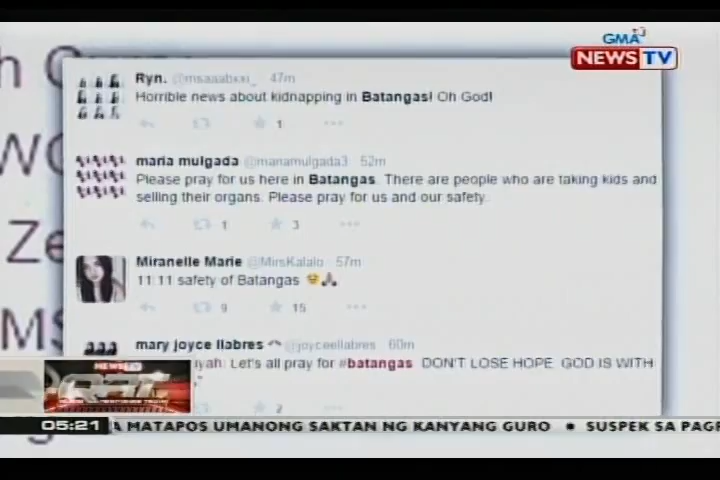 GMA
NEWS TV
Ryn. @msaaabxxi_ 47m
Horrible news about kidnapping in Batangas! Oh God!
1
maria mulgada @mariamulgada3 52m
Please pray for us here in Batangas. There are people who are taking kids and
selling their organs. Please pray for us and our safety.
1 3
Miranelle Marie @MirsKalalo 57m
11:11 safety of Batangas
9 15
mary joyce llabres @joyceellabres 60m
Let's all pray for #batangas DON'T LOSE HOPE. GOD IS WITH
2
NEWS TV
QRT
05:21
A MATAPOS UMANONG SAKTAN NG KANYANG GURO • SUSPEK SA PAGP